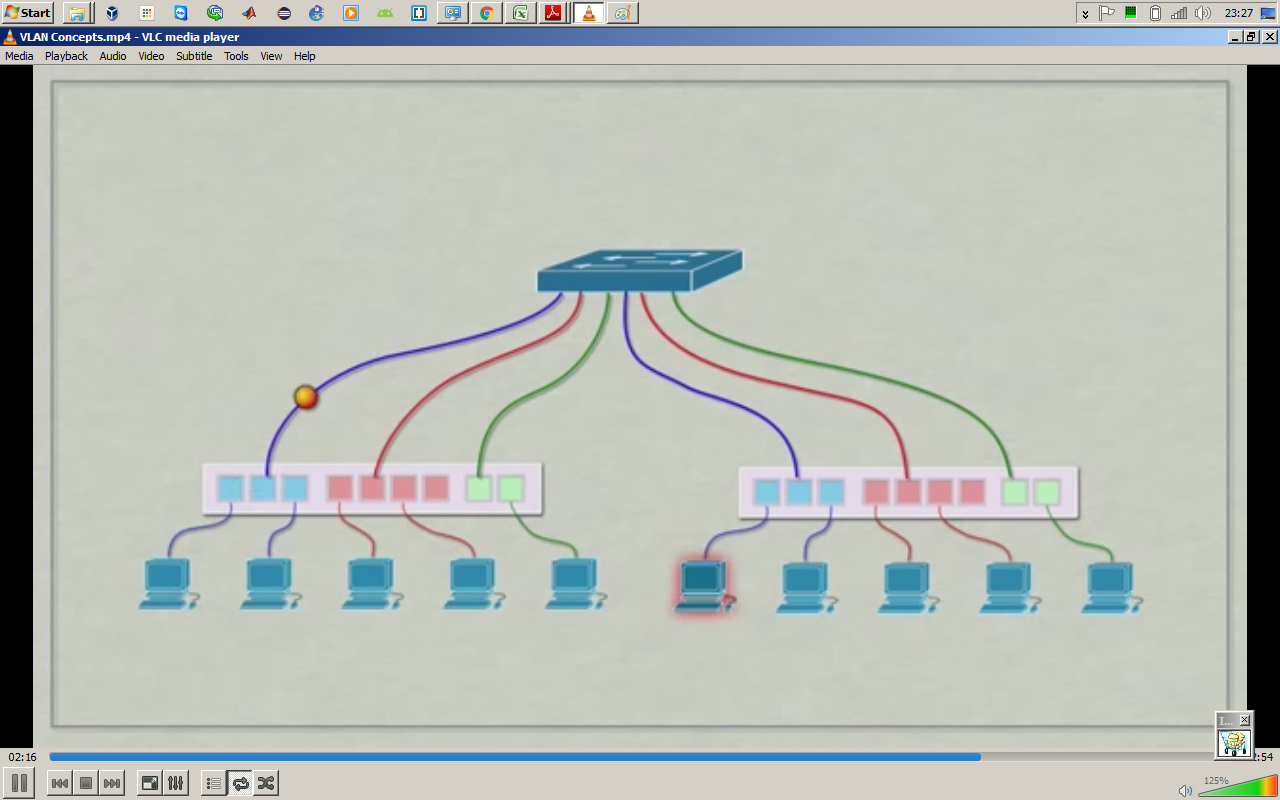 Start
23:27
VLAN Concepts.mp4 - VLC media player
Media Playback Audio Video Subtitle Tools View Help
I...
02:16
:54
125%